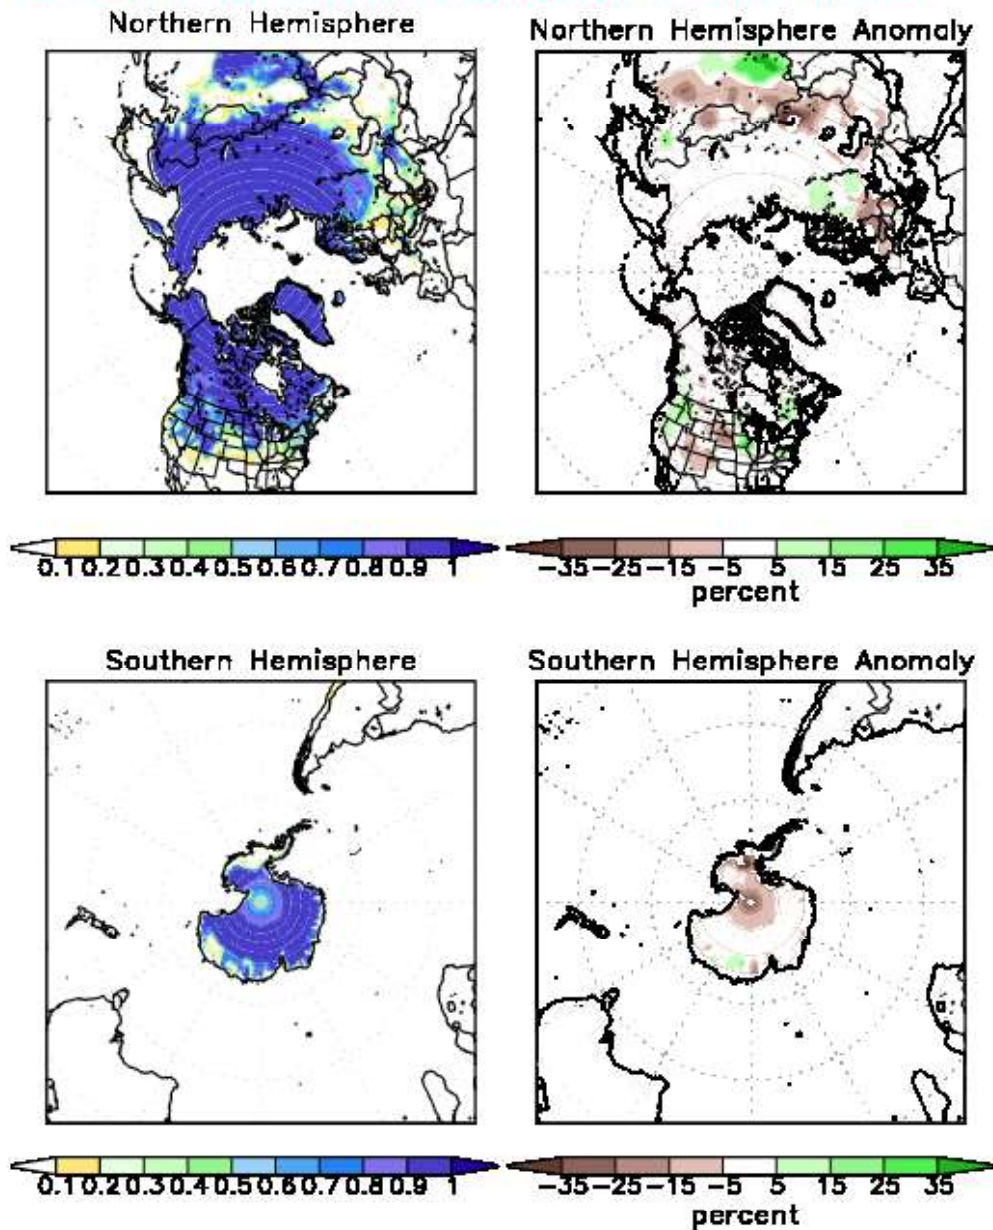 Northern Hemisphere
Northern Hemisphere Anomaly
0.1 0.2 0.3 0.4 0.5 0.6 0.7 0.8 0.9 1
-35 -25 -15 -5 5 15 25 35
percent
Southern Hemisphere
Southern Hemisphere Anomaly
0.1 0.2 0.3 0.4 0.5 0.6 0.7 0.8 0.9 1
-35 -25 -15 -5 5 15 25 35
percent